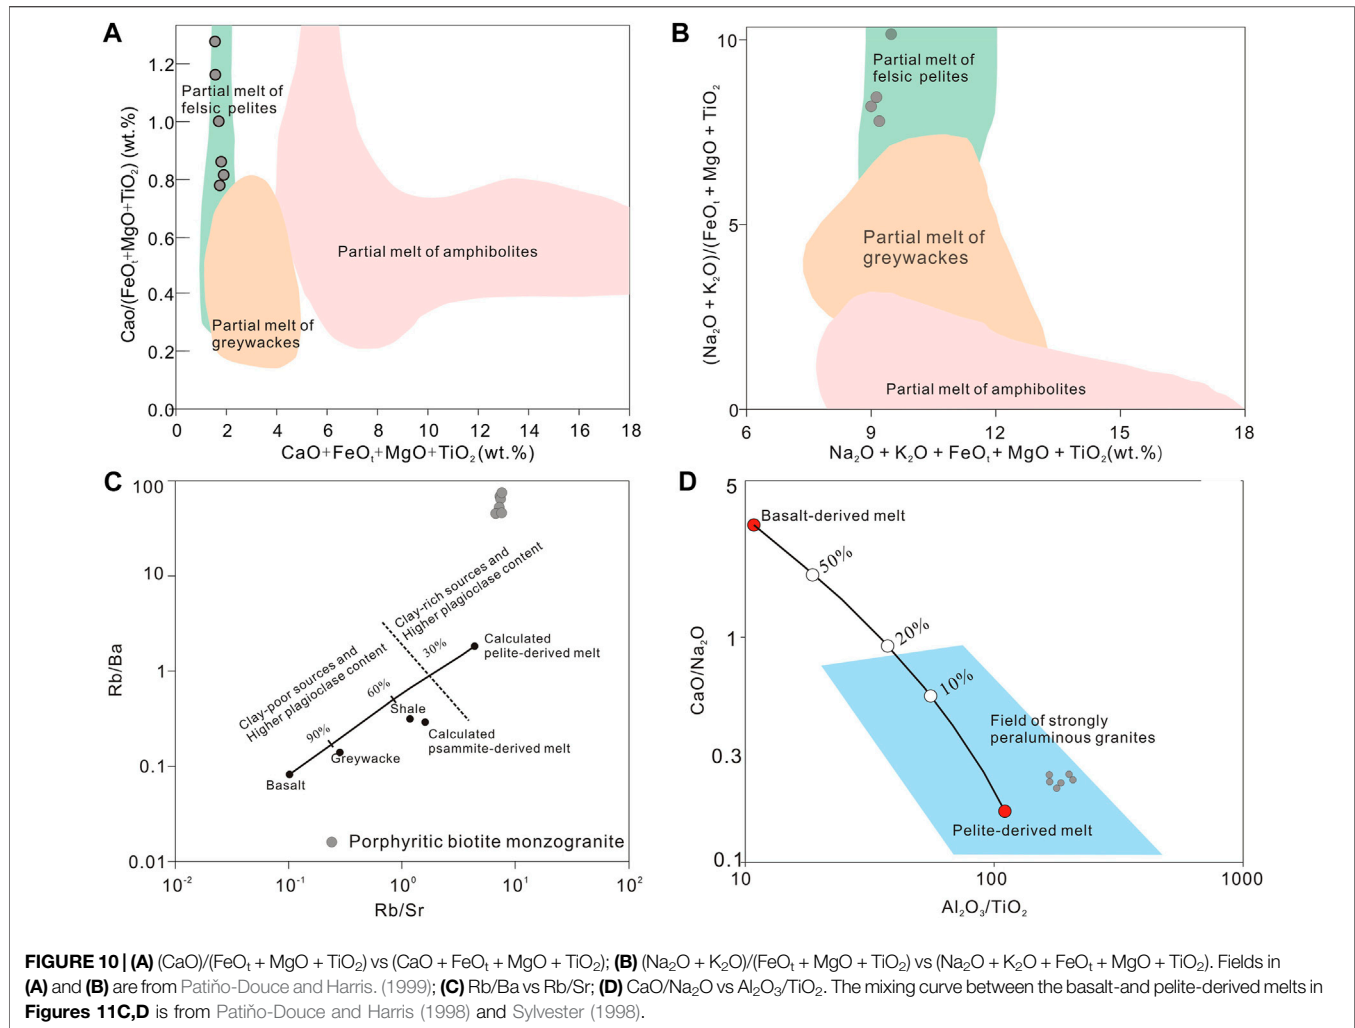 A
1.2
1.0
0.8
0.6
0.4
0.2
0.0
Cao/(FeOₜ+MgO+TiO₂) (wt.%)
Partial melt of
felsic pelites
Partial melt of amphibolites
Partial melt of
greywackes
0 2 4 6 8 10 12 14 16 18
CaO+FeOₜ+MgO+TiO₂(wt.%)
B
10
5
0
(Na₂O + K₂O)/(FeOₜ + MgO + TiO₂
Partial melt of
felsic pelites
Partial melt of
greywackes
Partial melt of amphibolites
6 9 12 15 18
Na₂O + K₂O + FeOₜ + MgO + TiO₂(wt.%)
C
100
10
1
0.1
0.01
Rb/Ba
Clay-rich sources and
Higher plagioclase content
Clay-poor sources and
Higher plagioclase content
30%
60%
90%
Calculated
pelite-derived melt
Shale
Calculated
psammite-derived melt
Greywacke
Basalt
Porphyritic biotite monzogranite
10⁻² 10⁻¹ 10⁰ 10¹ 10²
Rb/Sr
D
5
1
0.3
0.1
CaO/Na₂O
Basalt-derived melt
50%
20%
10%
Field of strongly
peraluminous granites
Pelite-derived melt
10 100 1000
Al₂O₃/TiO₂
FIGURE 10 | (A) (CaO)/(FeOₜ + MgO + TiO₂) vs (CaO + FeOₜ + MgO + TiO₂); (B) (Na₂O + K₂O)/(FeOₜ + MgO + TiO₂) vs (Na₂O + K₂O + FeOₜ + MgO + TiO₂). Fields in
(A) and (B) are from Patiňo-Douce and Harris. (1999); (C) Rb/Ba vs Rb/Sr; (D) CaO/Na₂O vs Al₂O₃/TiO₂. The mixing curve between the basalt-and pelite-derived melts in
Figures 11C,D is from Patiňo-Douce and Harris (1998) and Sylvester (1998).